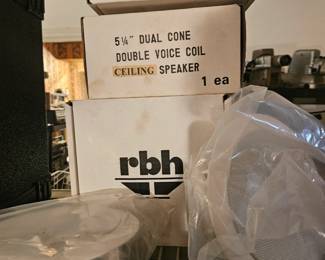 5¼" DUAL CONE
DOUBLE VOICE COIL
CEILING SPEAKER
1 ea
rbh